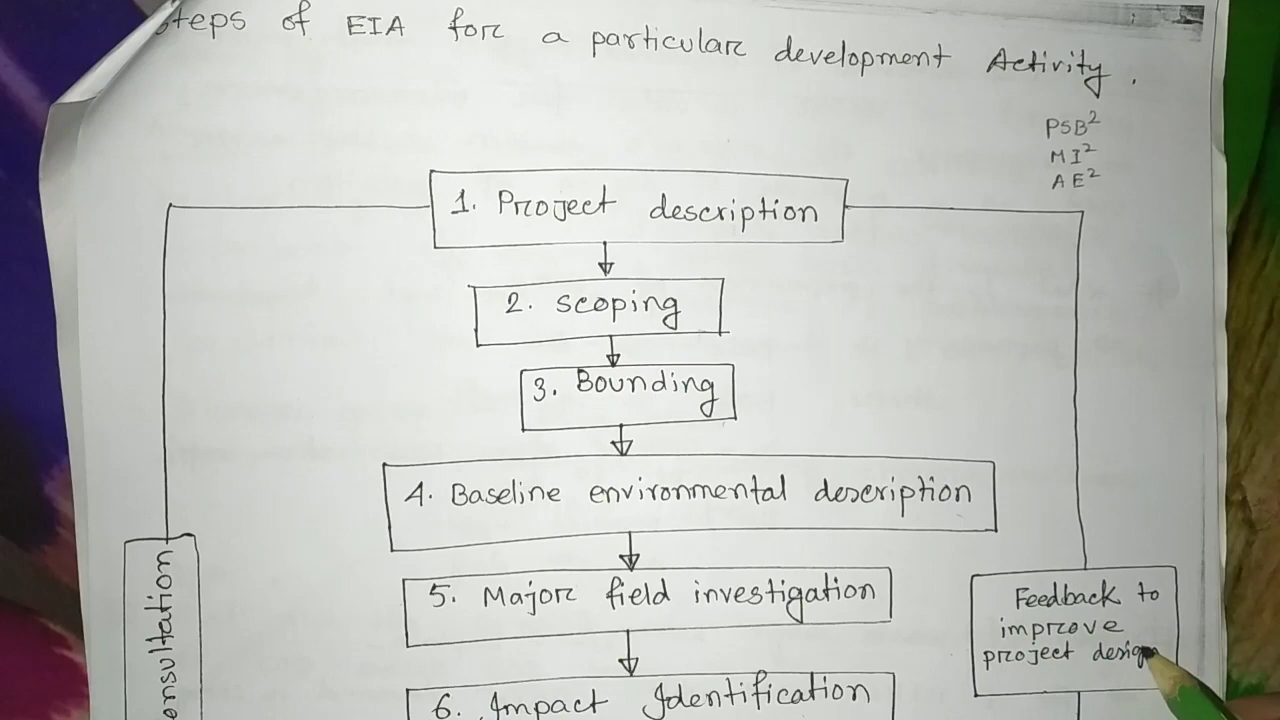 Steps of EIA for a particular development Activity.
PSB²
MI²
AE²
1. Project description
2. Scoping
3. Bounding
4. Baseline environmental description
5. Major field investigation
6. Impact Identification
Feedback to
improve
project design
onsultation